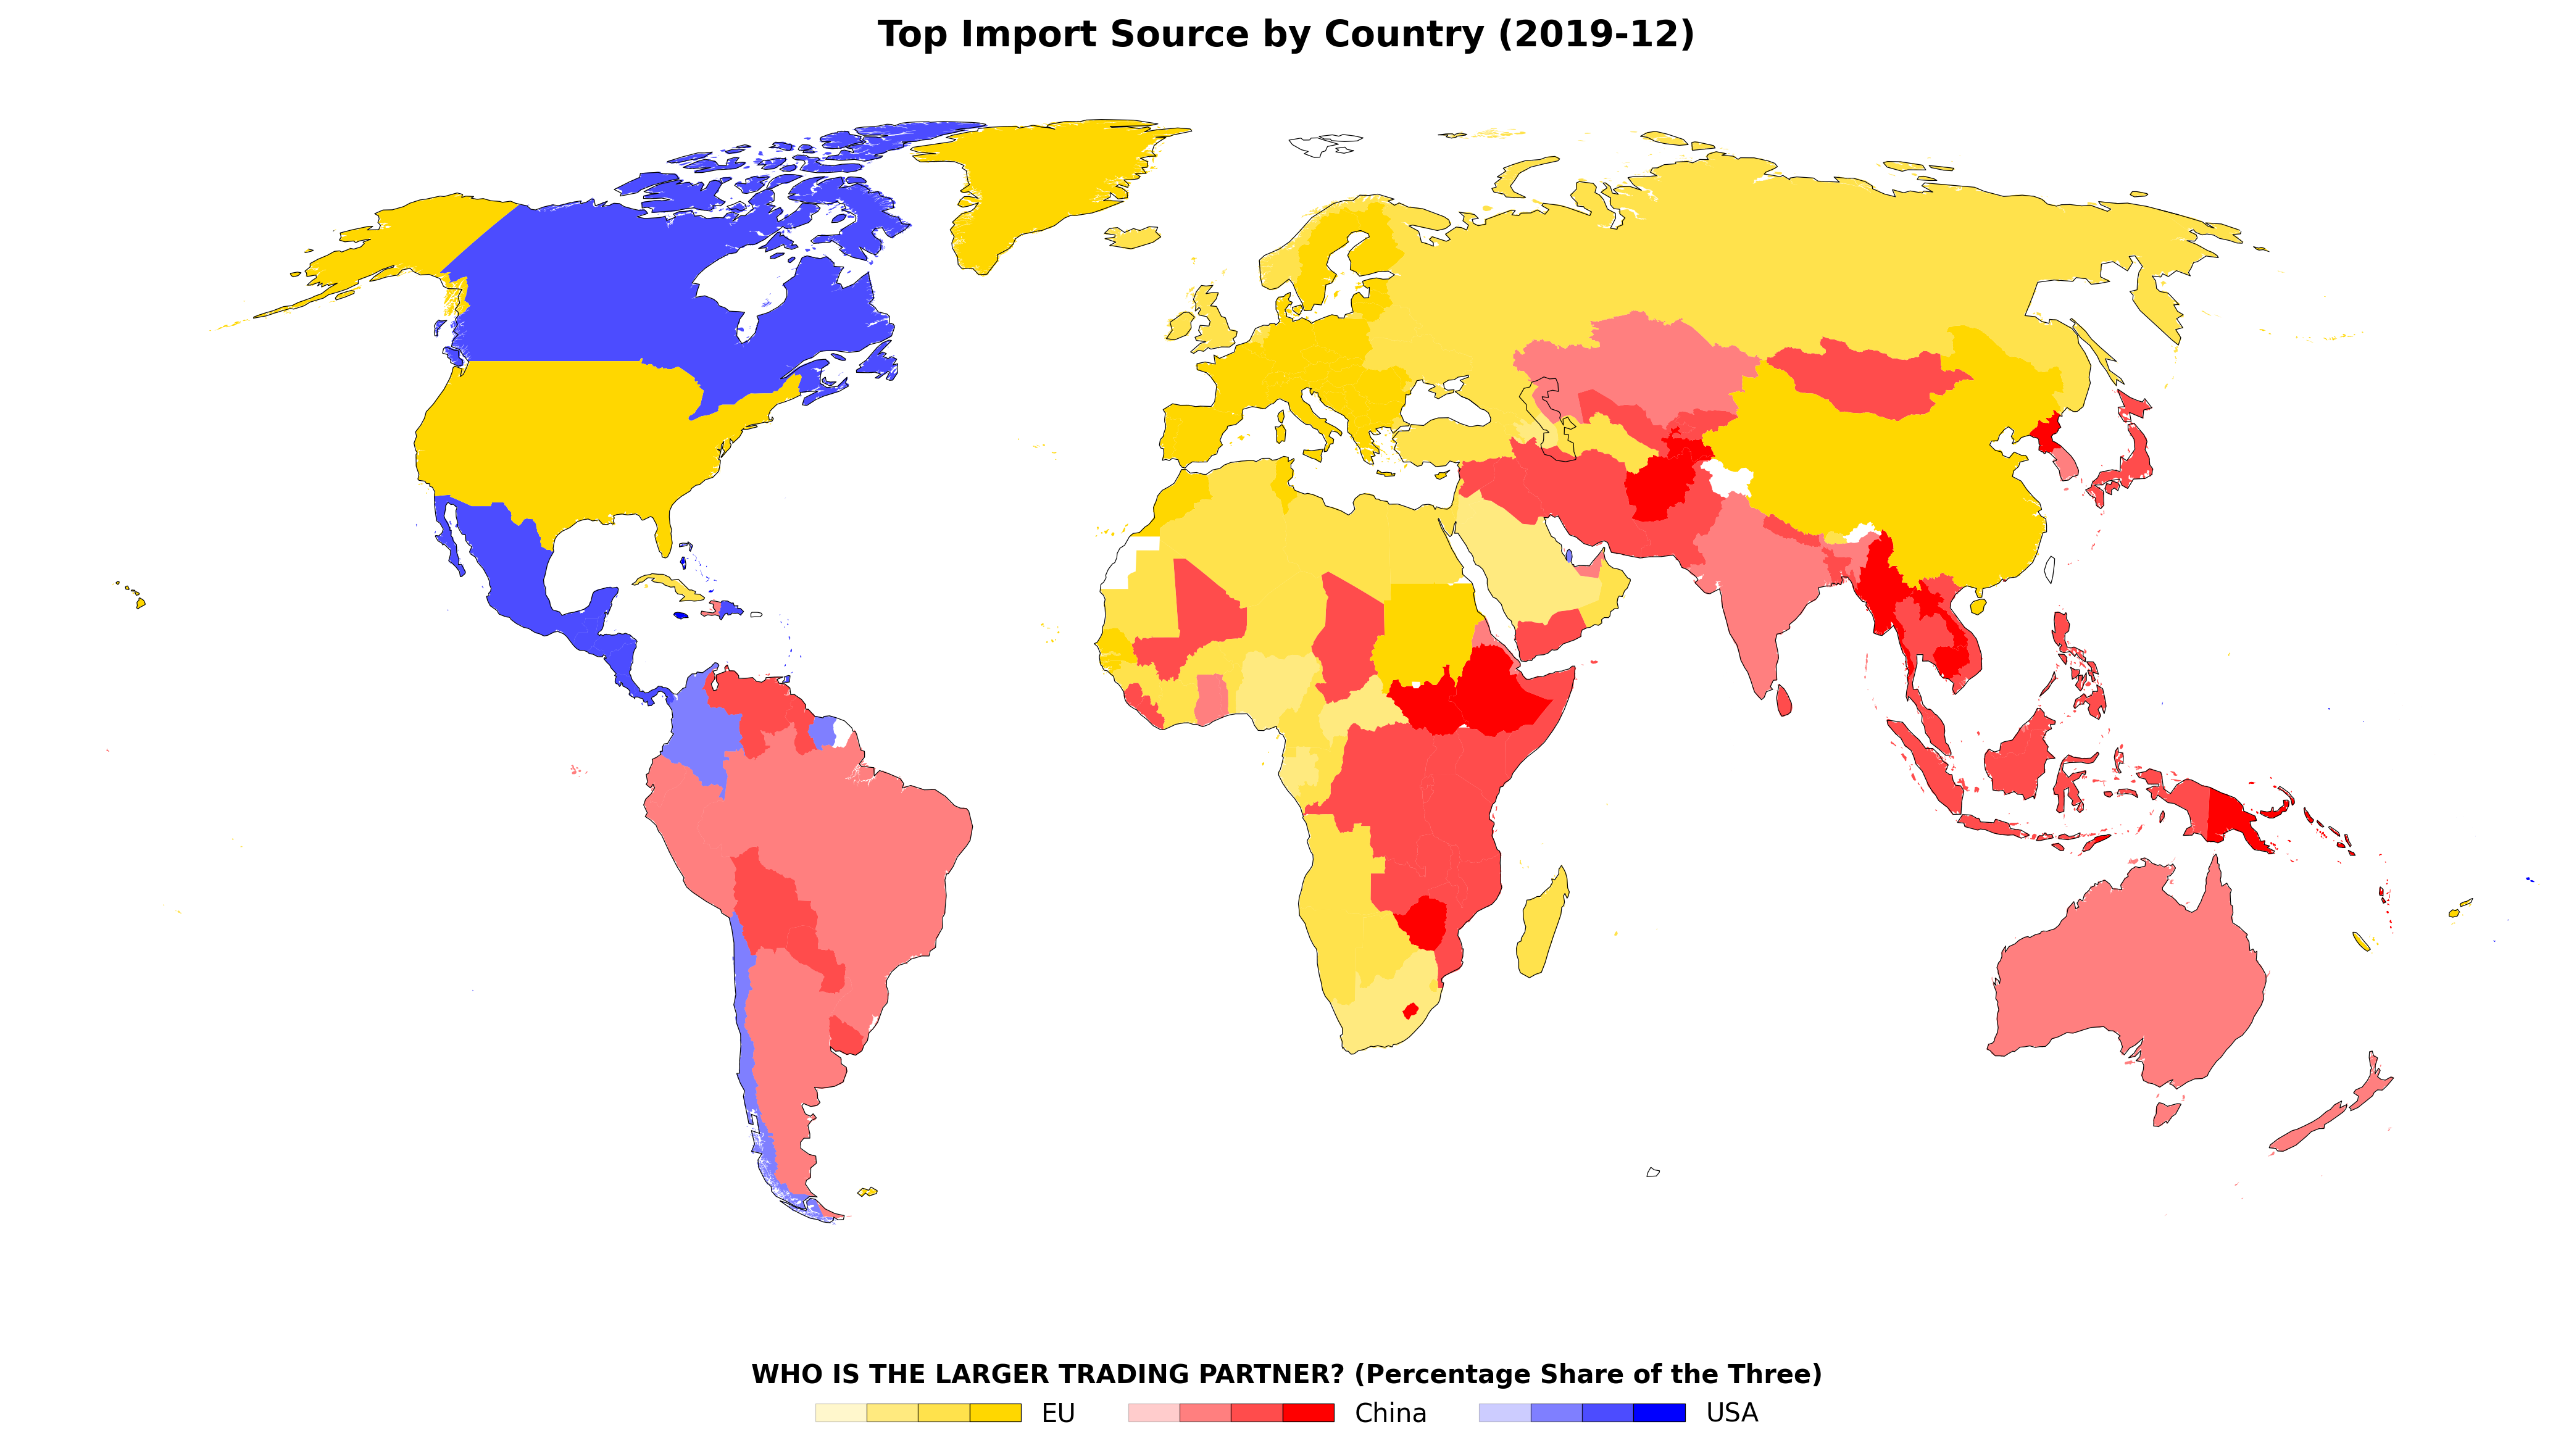 Top Import Source by Country (2019-12)
WHO IS THE LARGER TRADING PARTNER? (Percentage Share of the Three)
EU China USA